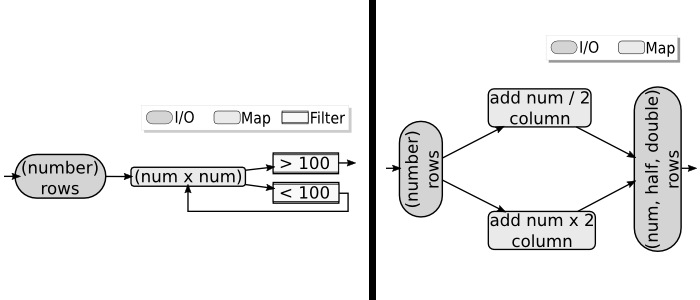 I/O Map Filter
(number)
rows
(num x num)
> 100
< 100
I/O Map
(number)
rows
add num / 2
column
add num x 2
column
(num, half, double)
rows